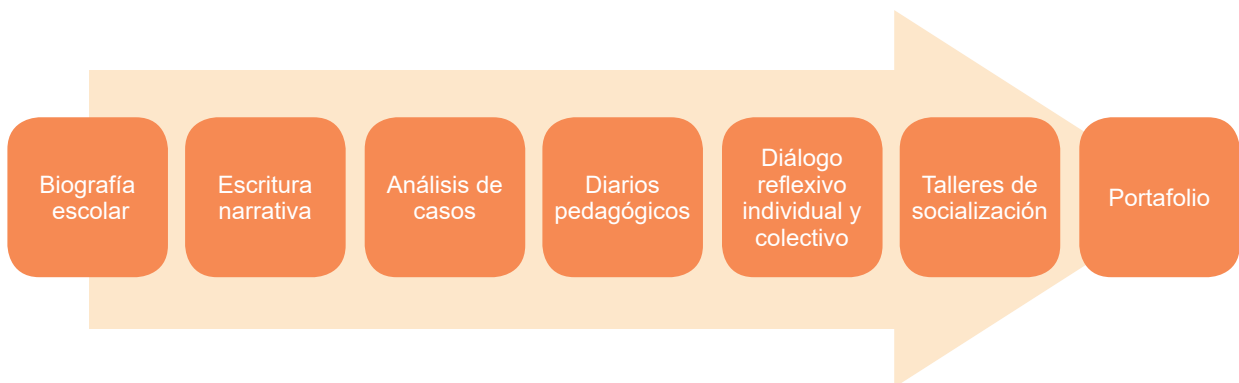 Biografía
escolar
Escritura
narrativa
Análisis de
casos
Diarios
pedagógicos
Diálogo
reflexivo
individual y
colectivo
Talleres de
socialización
Portafolio